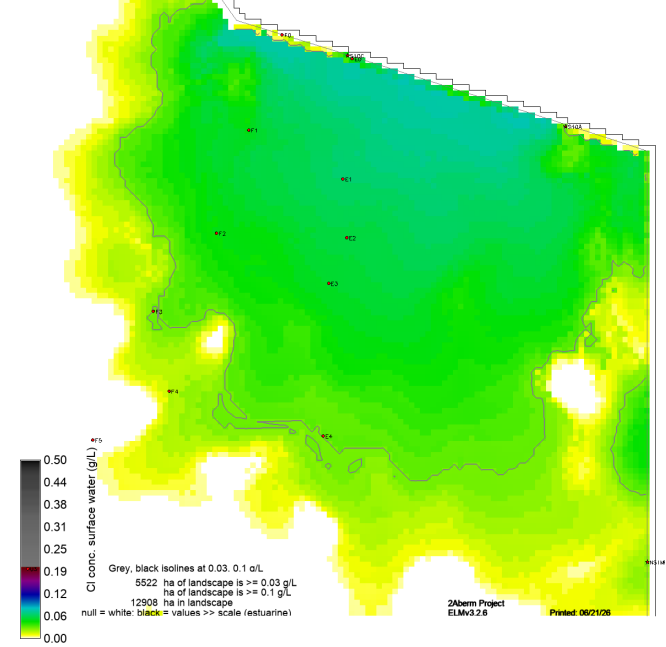 F0
S10C
E0
S10A
F1
E1
F2
E2
E3
F3
F4
E4
F5
0.50
0.44
0.38
0.31
0.25
0.19
0.12
0.06
0.00
Cl conc. surface water (g/L)
Grey, black isolines at 0.03. 0.1 g/L
5522 ha of landscape is >= 0.03 g/L
ha of landscape is >= 0.1 g/L
12908 ha in landscape
null = white: black = values >> scale (estuarine)
2Aberm Project
ELMv3.2.6
Printed: 06/21/26